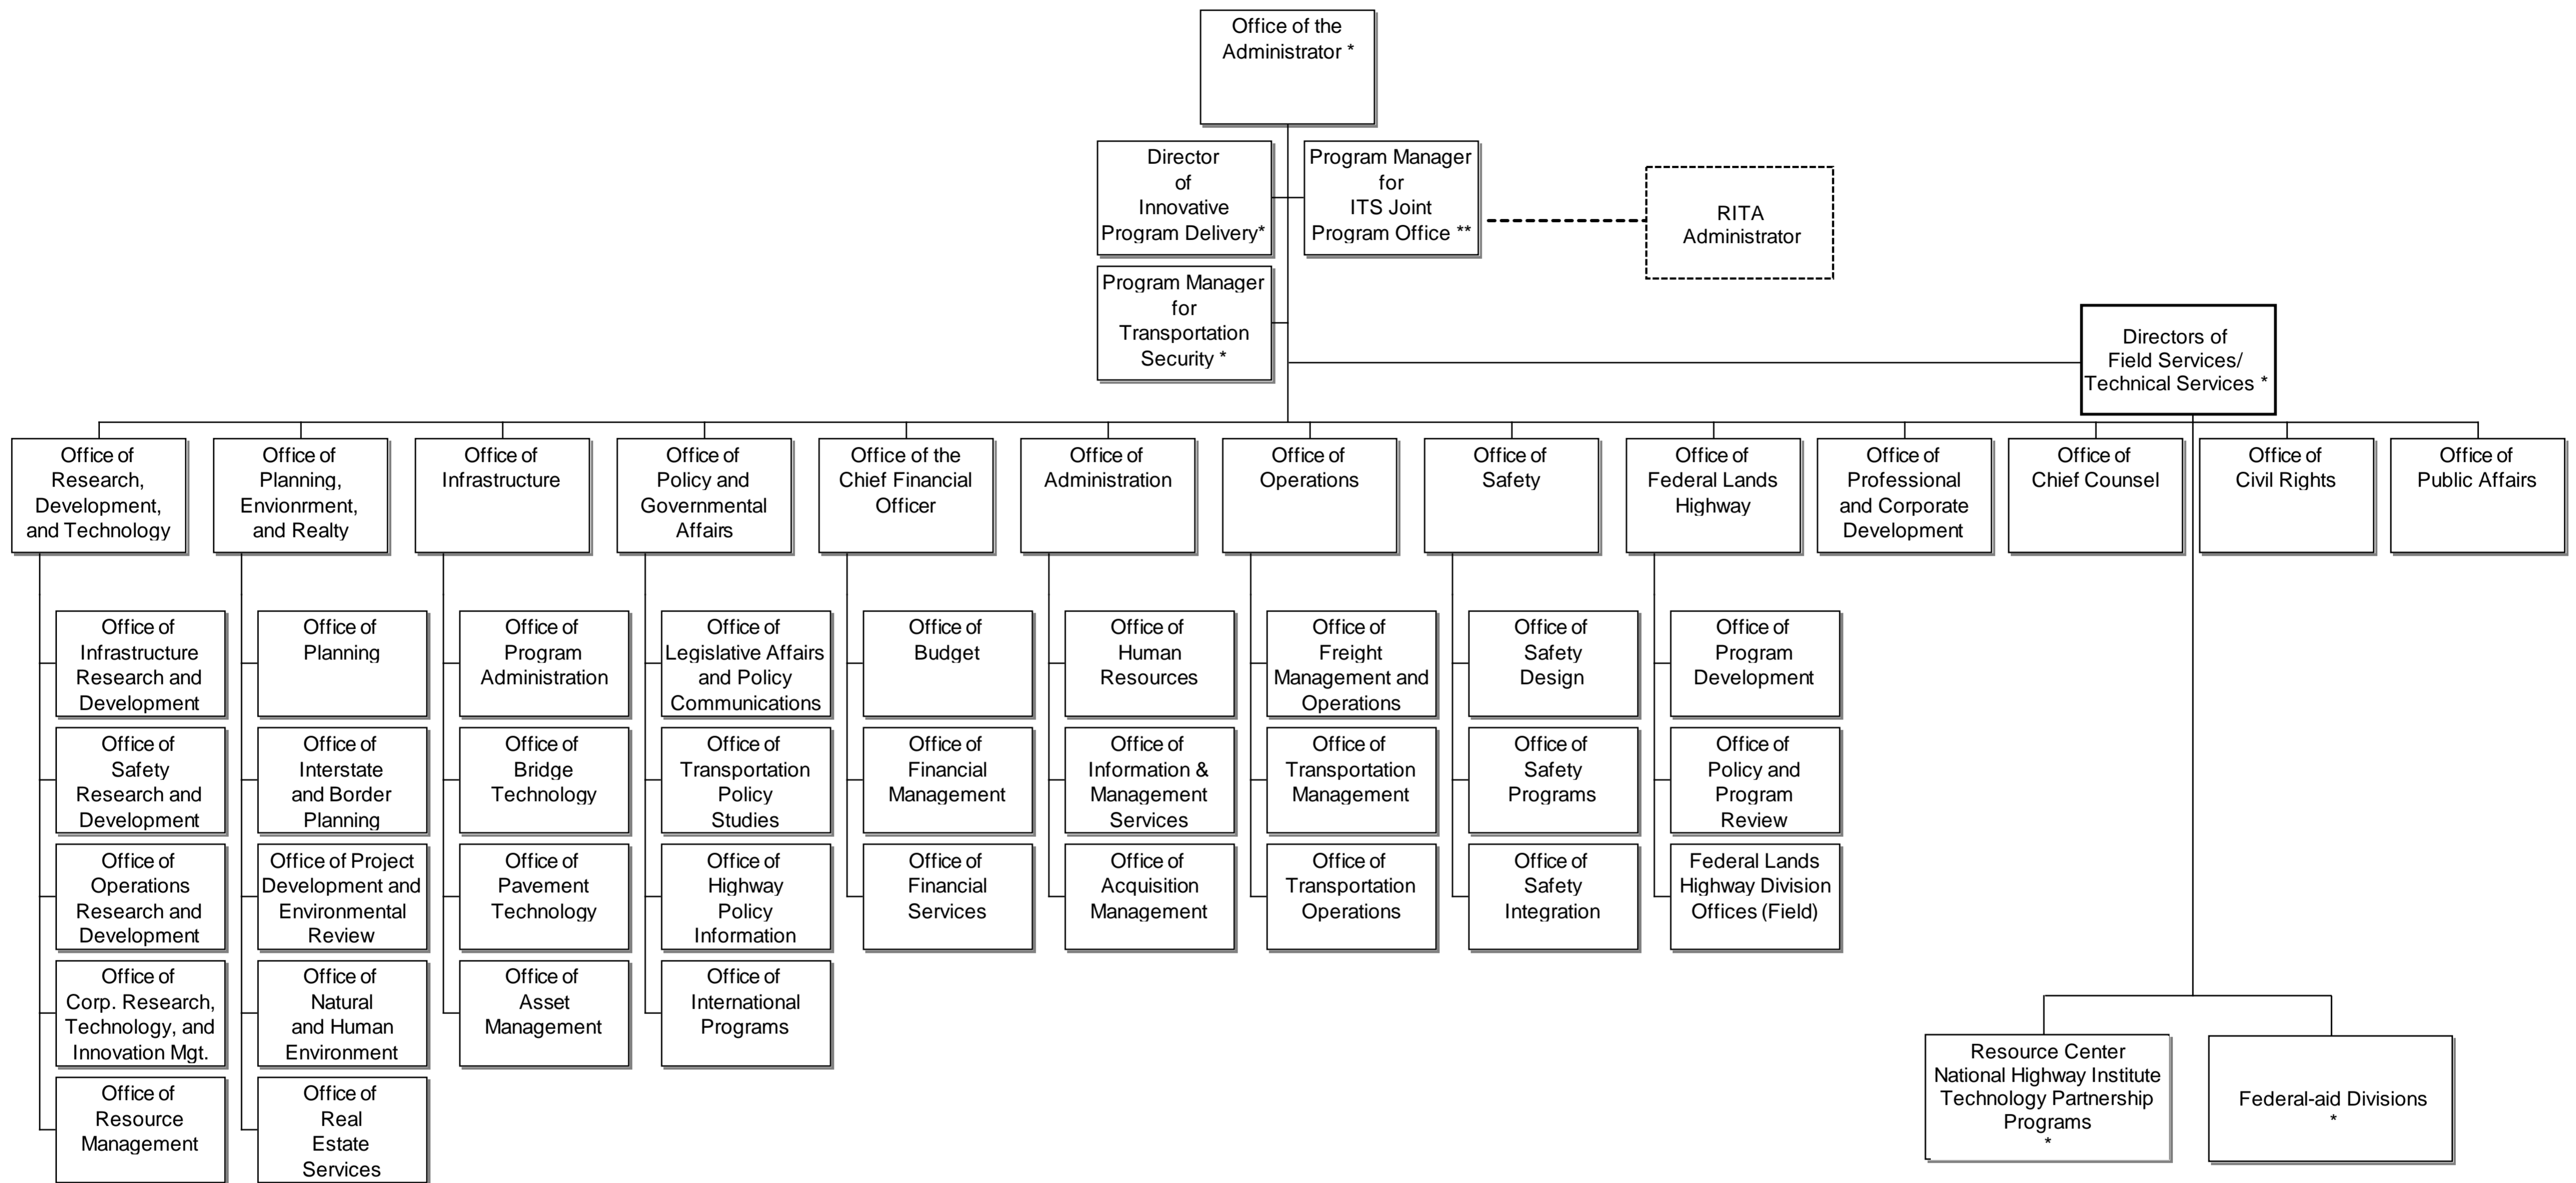 Office of the
Administrator *
Director
of
Innovative
Program Delivery*
Program Manager
for
ITS Joint
Program Office **
RITA
Administrator
Program Manager
for
Transportation
Security *
Directors of
Field Services/
Technical Services *
Office of
Research,
Development,
and Technology
Office of
Planning,
Envionrment,
and Realty
Office of
Infrastructure
Office of
Policy and
Governmental
Affairs
Office of the
Chief Financial
Officer
Office of
Administration
Office of
Operations
Office of
Safety
Office of
Federal Lands
Highway
Office of
Professional
and Corporate
Development
Office of
Chief Counsel
Office of
Civil Rights
Office of
Public Affairs
Office of
Infrastructure
Research and
Development
Office of
Safety
Research and
Development
Office of
Operations
Research and
Development
Office of
Corp. Research,
Technology, and
Innovation Mgt.
Office of
Resource
Management
Office of
Planning
Office of
Interstate
and Border
Planning
Office of Project
Development and
Environmental
Review
Office of
Natural
and Human
Environment
Office of
Real
Estate
Services
Office of
Program
Administration
Office of
Bridge
Technology
Office of
Pavement
Technology
Office of
Asset
Management
Office of
Legislative Affairs
and Policy
Communications
Office of
Transportation
Policy
Studies
Office of
Highway
Policy
Information
Office of
International
Programs
Office of
Budget
Office of
Financial
Management
Office of
Financial
Services
Office of
Human
Resources
Office of
Information &
Management
Services
Office of
Acquisition
Management
Office of
Freight
Management and
Operations
Office of
Transportation
Management
Office of
Transportation
Operations
Office of
Safety
Design
Office of
Safety
Programs
Office of
Safety
Integration
Office of
Program
Development
Office of
Policy and
Program
Review
Federal Lands
Highway Division
Offices (Field)
Resource Center
National Highway Institute
Technology Partnership
Programs
*
Federal-aid Divisions
*